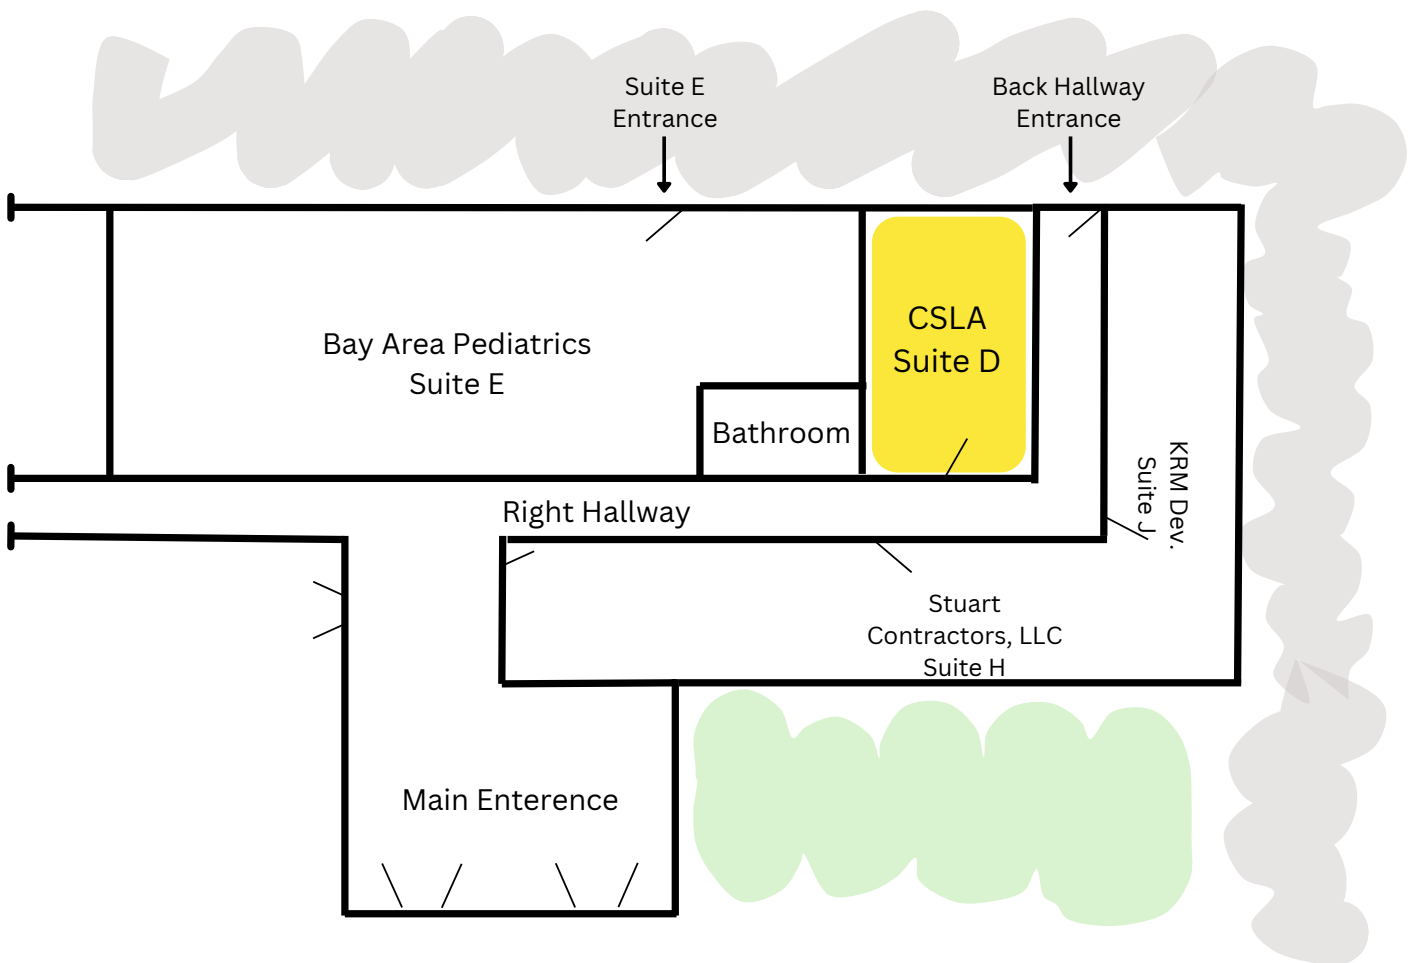 Suite E
Entrance
Back Hallway
Entrance
CSLA
Suite D
Bay Area Pediatrics
Suite E
Bathroom
KRM Dev.
Suite J
Right Hallway
Stuart
Contractors, LLC
Suite H
Main Enterence